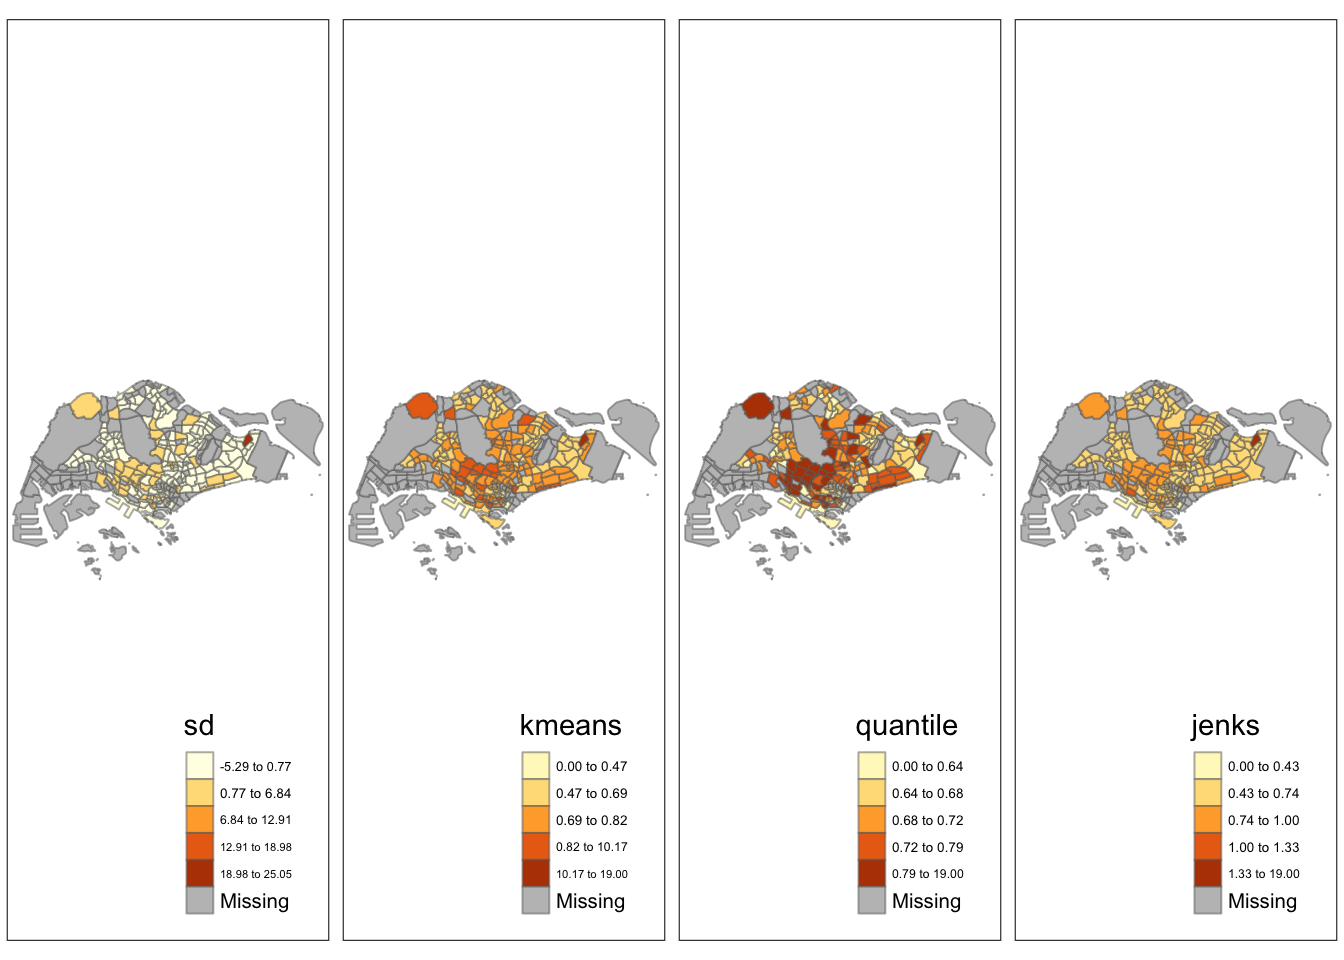 sd
-5.29 to 0.77
0.77 to 6.84
6.84 to 12.91
12.91 to 18.98
18.98 to 25.05
Missing
kmeans
0.00 to 0.47
0.47 to 0.69
0.69 to 0.82
0.82 to 10.17
10.17 to 19.00
Missing
quantile
0.00 to 0.64
0.64 to 0.68
0.68 to 0.72
0.72 to 0.79
0.79 to 19.00
Missing
jenks
0.00 to 0.43
0.43 to 0.74
0.74 to 1.00
1.00 to 1.33
1.33 to 19.00
Missing